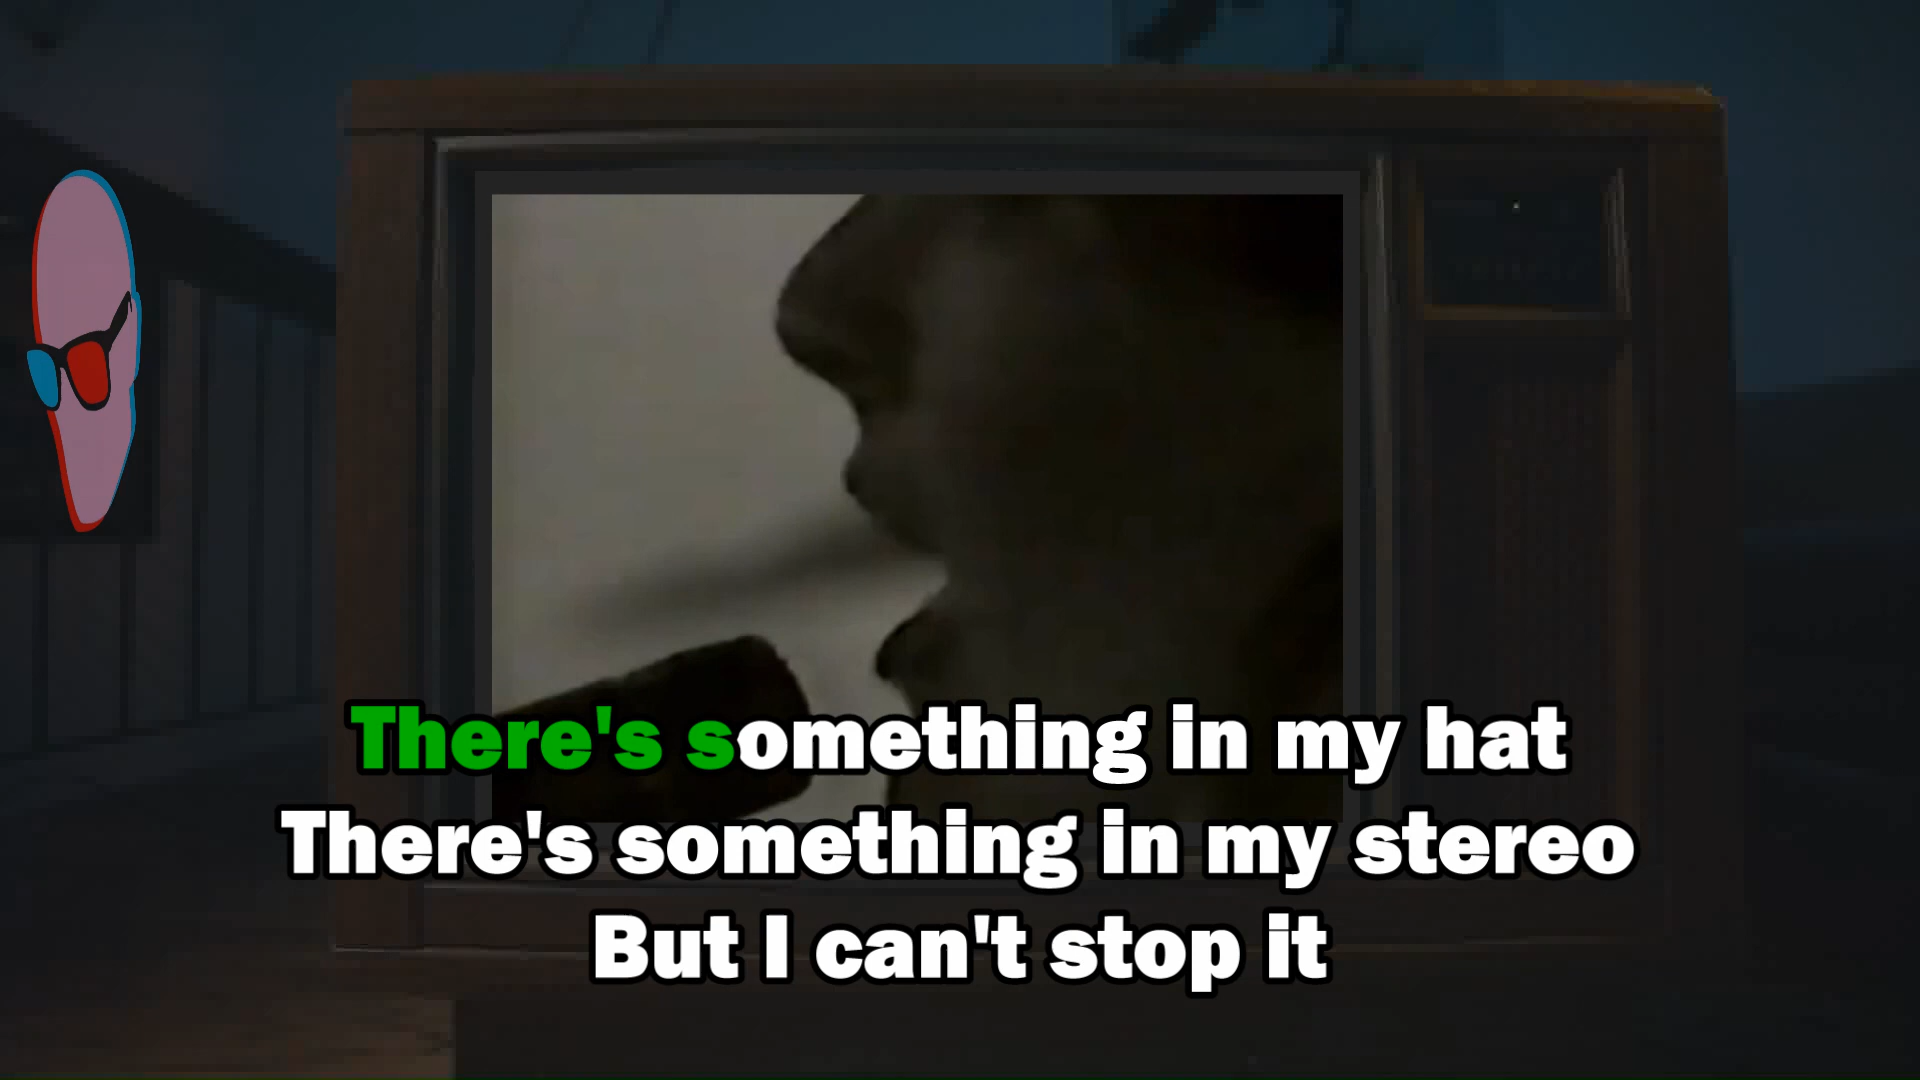 There's something in my hat
There's something in my stereo
But I can't stop it